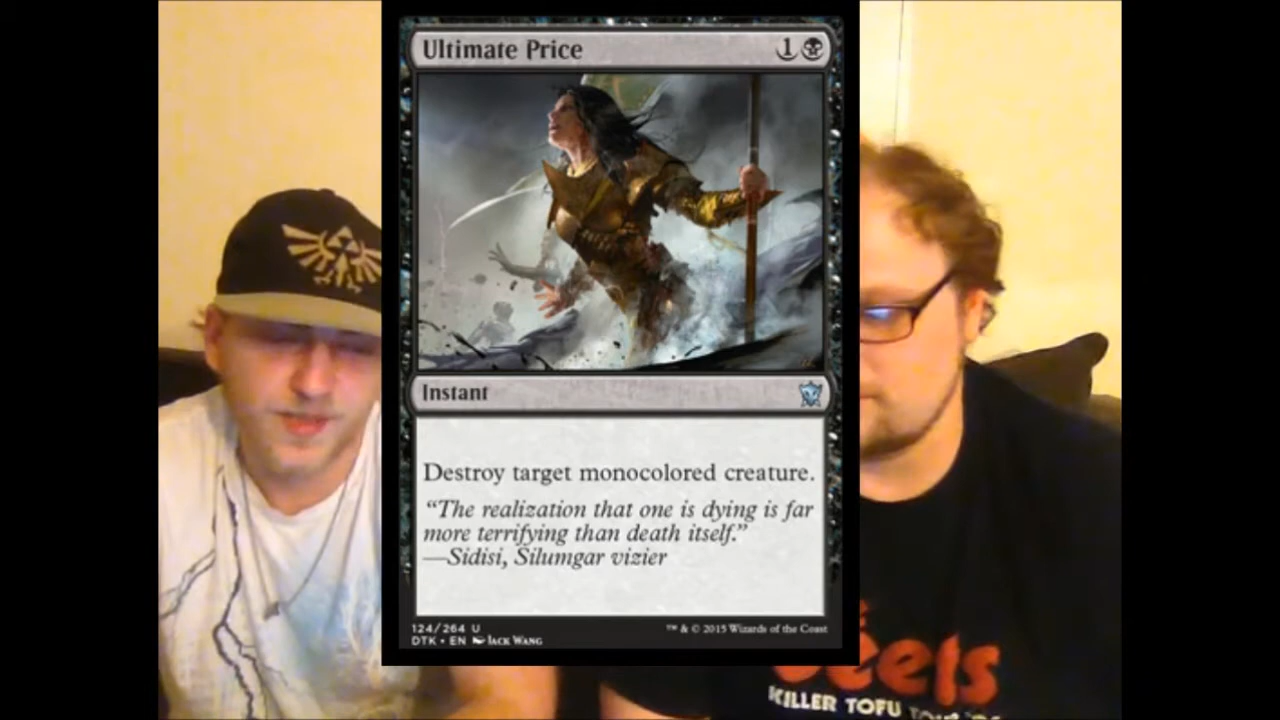 Ultimate Price 1
Instant
Destroy target monocolored creature.
“The realization that one is dying is far
more terrifying than death itself.”
—Sidisi, Silumgar vizier
124/264 U
DTK • EN Jack Wang
™ & © 2015 Wizards of the Coast
KILLER TOFU